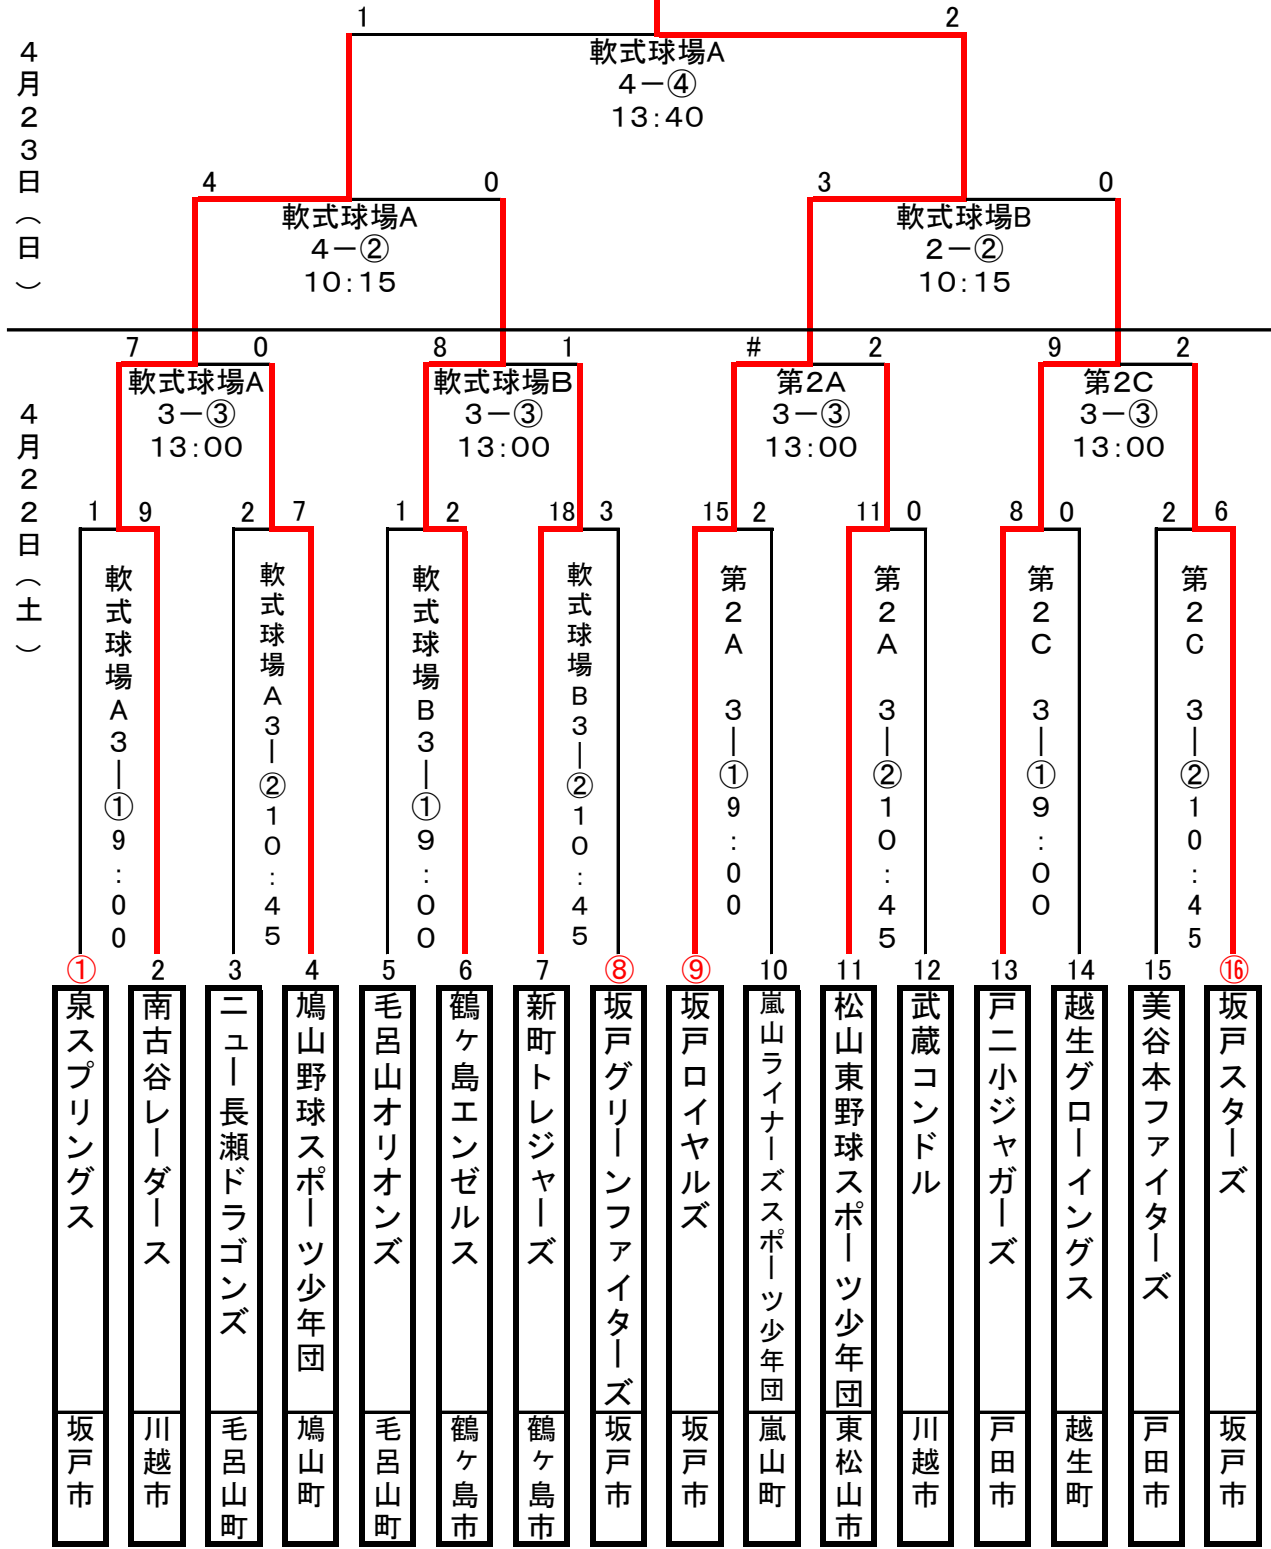 1 2
軟式球場A
4－④
13:40
4月23日（日）
4 0 3 0
軟式球場A
4－②
10:15
軟式球場B
2－②
10:15
7 0 8 1 # 2 9 2
軟式球場A
3－③
13:00
軟式球場B
3－③
13:00
第2A
3－③
13:00
第2C
3－③
13:00
4月22日（土）
1 9 2 7 1 2 18 3 15 2 11 0 8 0 2 6
軟式球場A3―①9:00
軟式球場A3―②10:45
軟式球場B3―①9:00
軟式球場B3―②10:45
第2A 3―①9:00
第2A 3―②10:45
第2C 3―①9:00
第2C 3―②10:45
① 2 3 4 5 6 7 ⑧ ⑨ 10 11 12 13 14 15 ⑯
泉スプリングス
坂戸市
南古谷レーダース
川越市
ニュー長瀬ドラゴンズ
毛呂山町
鳩山野球スポーツ少年団
鳩山町
毛呂山オリオンズ
毛呂山町
鶴ヶ島エンゼルス
鶴ヶ島市
新町トレジャーズ
鶴ヶ島市
坂戸グリーンファイターズ
坂戸市
坂戸ロイヤルズ
坂戸市
嵐山ライナーズスポーツ少年団
嵐山町
松山東野球スポーツ少年団
東松山市
武蔵コンドル
川越市
戸二小ジャガーズ
戸田市
越生グローイングス
越生町
美谷本ファイターズ
戸田市
坂戸スターズ
坂戸市